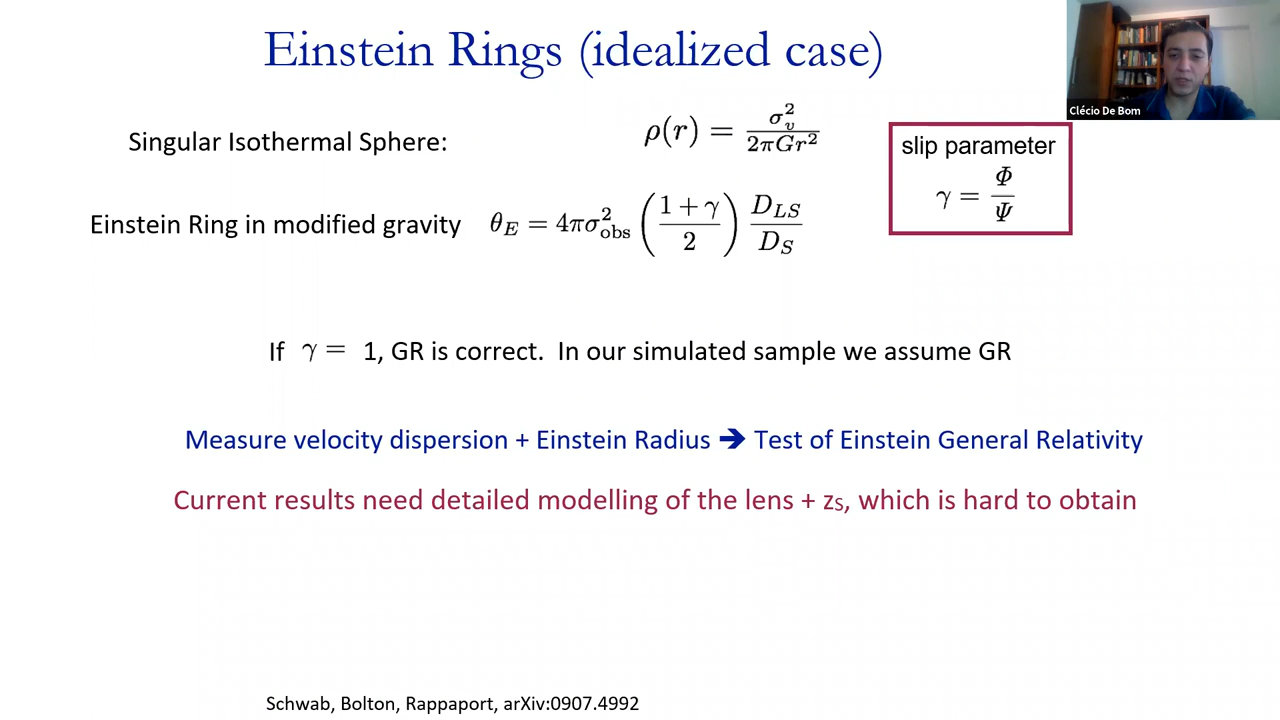 Einstein Rings (idealized case)
Clécio De Bom
Singular Isothermal Sphere: ρ(r) = σ_v^2 / 2πGr^2
slip parameter
γ = Φ / Ψ
Einstein Ring in modified gravity θ_E = 4πσ_obs^2 ( (1 + γ) / 2 ) D_LS / D_S
If γ = 1, GR is correct. In our simulated sample we assume GR
Measure velocity dispersion + Einstein Radius ➔ Test of Einstein General Relativity
Current results need detailed modelling of the lens + zₛ, which is hard to obtain
Schwab, Bolton, Rappaport, arXiv:0907.4992